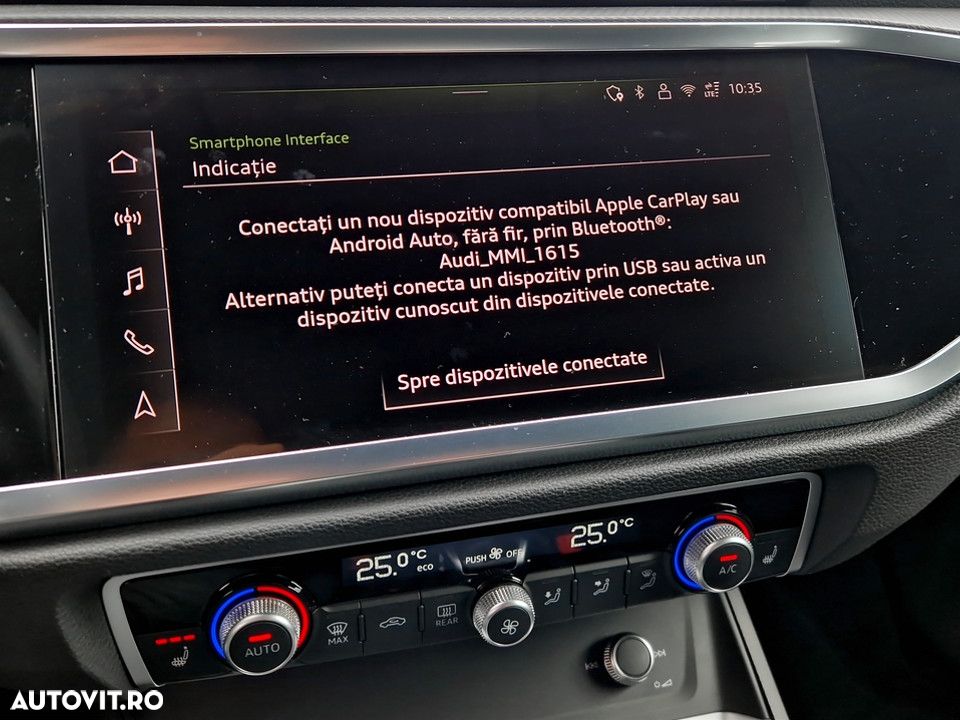 LTE 10:35
Smartphone Interface
Indicație
Conectați un nou dispozitiv compatibil Apple CarPlay sau
Android Auto, fără fir, prin Bluetooth®:
Audi_MMI_1615
Alternativ puteți conecta un dispozitiv prin USB sau activa un
dispozitiv cunoscut din dispozitivele conectate.
Spre dispozitivele conectate
25.0°C eco
PUSH OFF
25.0°C
AUTO
MAX
REAR
A/C
AUTOVIT.RO